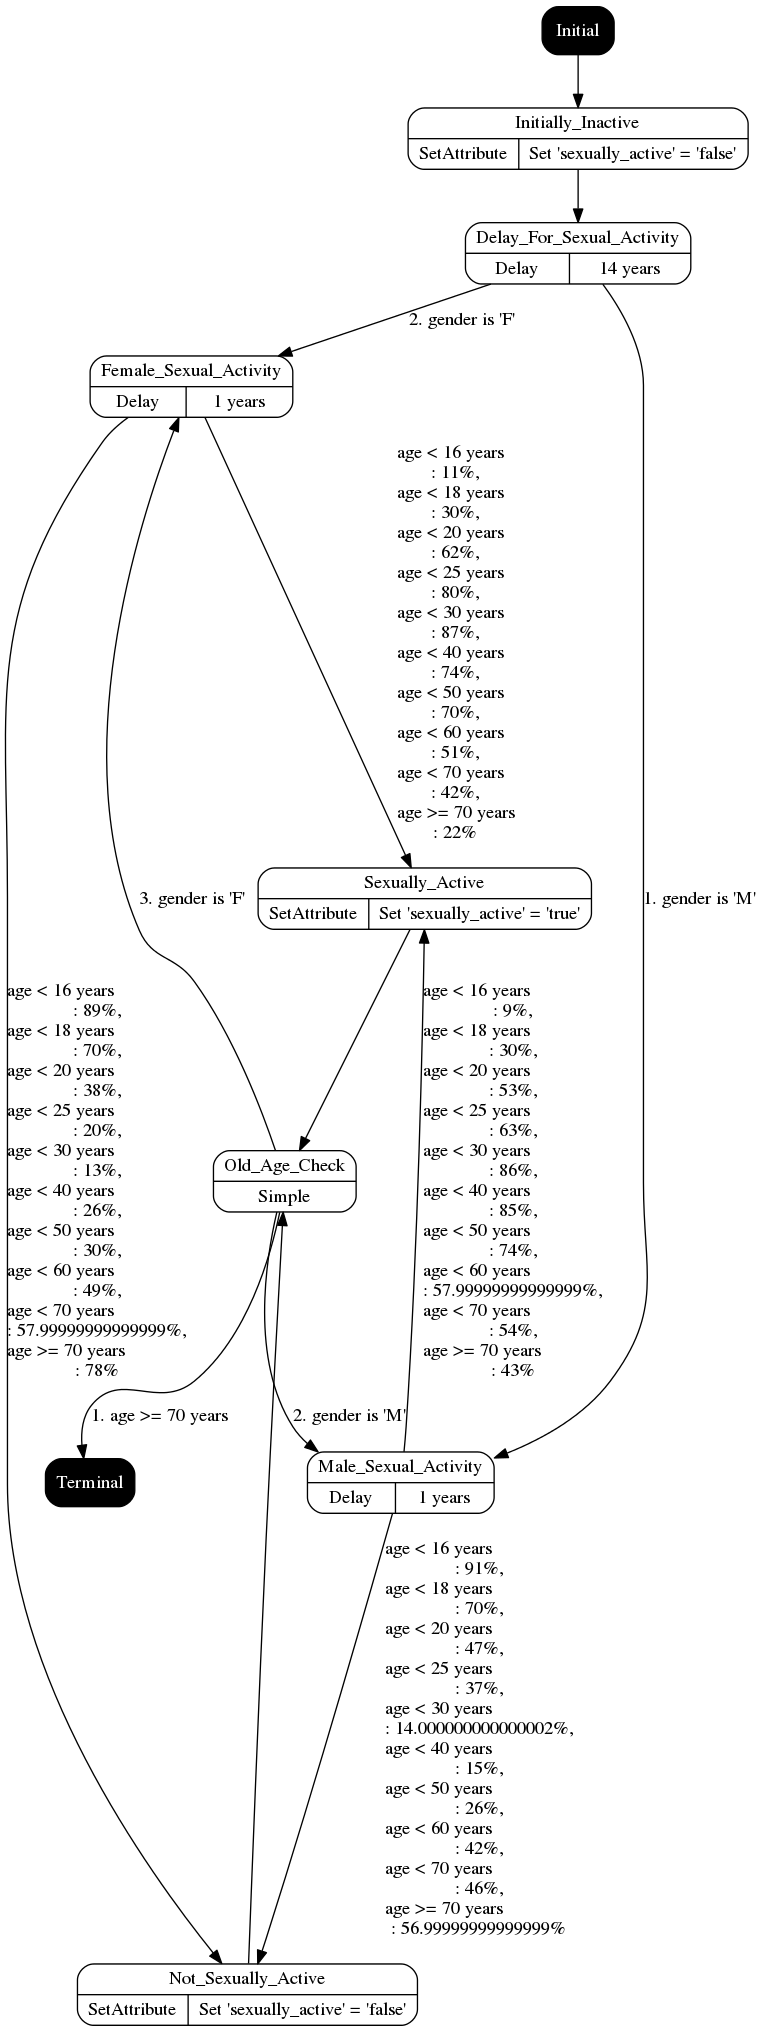 Initial
Initially_Inactive
SetAttribute Set 'sexually_active' = 'false'
Delay_For_Sexual_Activity
Delay 14 years
2. gender is 'F'
Female_Sexual_Activity
Delay 1 years
age < 16 years
: 11%,
age < 18 years
: 30%,
age < 20 years
: 62%,
age < 25 years
: 80%,
age < 30 years
: 87%,
age < 40 years
: 74%,
age < 50 years
: 70%,
age < 60 years
: 51%,
age < 70 years
: 42%,
age >= 70 years
: 22%
Sexually_Active
SetAttribute Set 'sexually_active' = 'true'
3. gender is 'F'
1. gender is 'M'
age < 16 years
: 89%,
age < 18 years
: 70%,
age < 20 years
: 38%,
age < 25 years
: 20%,
age < 30 years
: 13%,
age < 40 years
: 26%,
age < 50 years
: 30%,
age < 60 years
: 49%,
age < 70 years
: 57.99999999999999%,
age >= 70 years
: 78%
age < 16 years
: 9%,
age < 18 years
: 30%,
age < 20 years
: 53%,
age < 25 years
: 63%,
age < 30 years
: 86%,
age < 40 years
: 85%,
age < 50 years
: 74%,
age < 60 years
: 57.99999999999999%,
age < 70 years
: 54%,
age >= 70 years
: 43%
Old_Age_Check
Simple
1. age >= 70 years
2. gender is 'M'
Terminal
Male_Sexual_Activity
Delay 1 years
age < 16 years
: 91%,
age < 18 years
: 70%,
age < 20 years
: 47%,
age < 25 years
: 37%,
age < 30 years
: 14.000000000000002%,
age < 40 years
: 15%,
age < 50 years
: 26%,
age < 60 years
: 42%,
age < 70 years
: 46%,
age >= 70 years
: 56.99999999999999%
Not_Sexually_Active
SetAttribute Set 'sexually_active' = 'false'